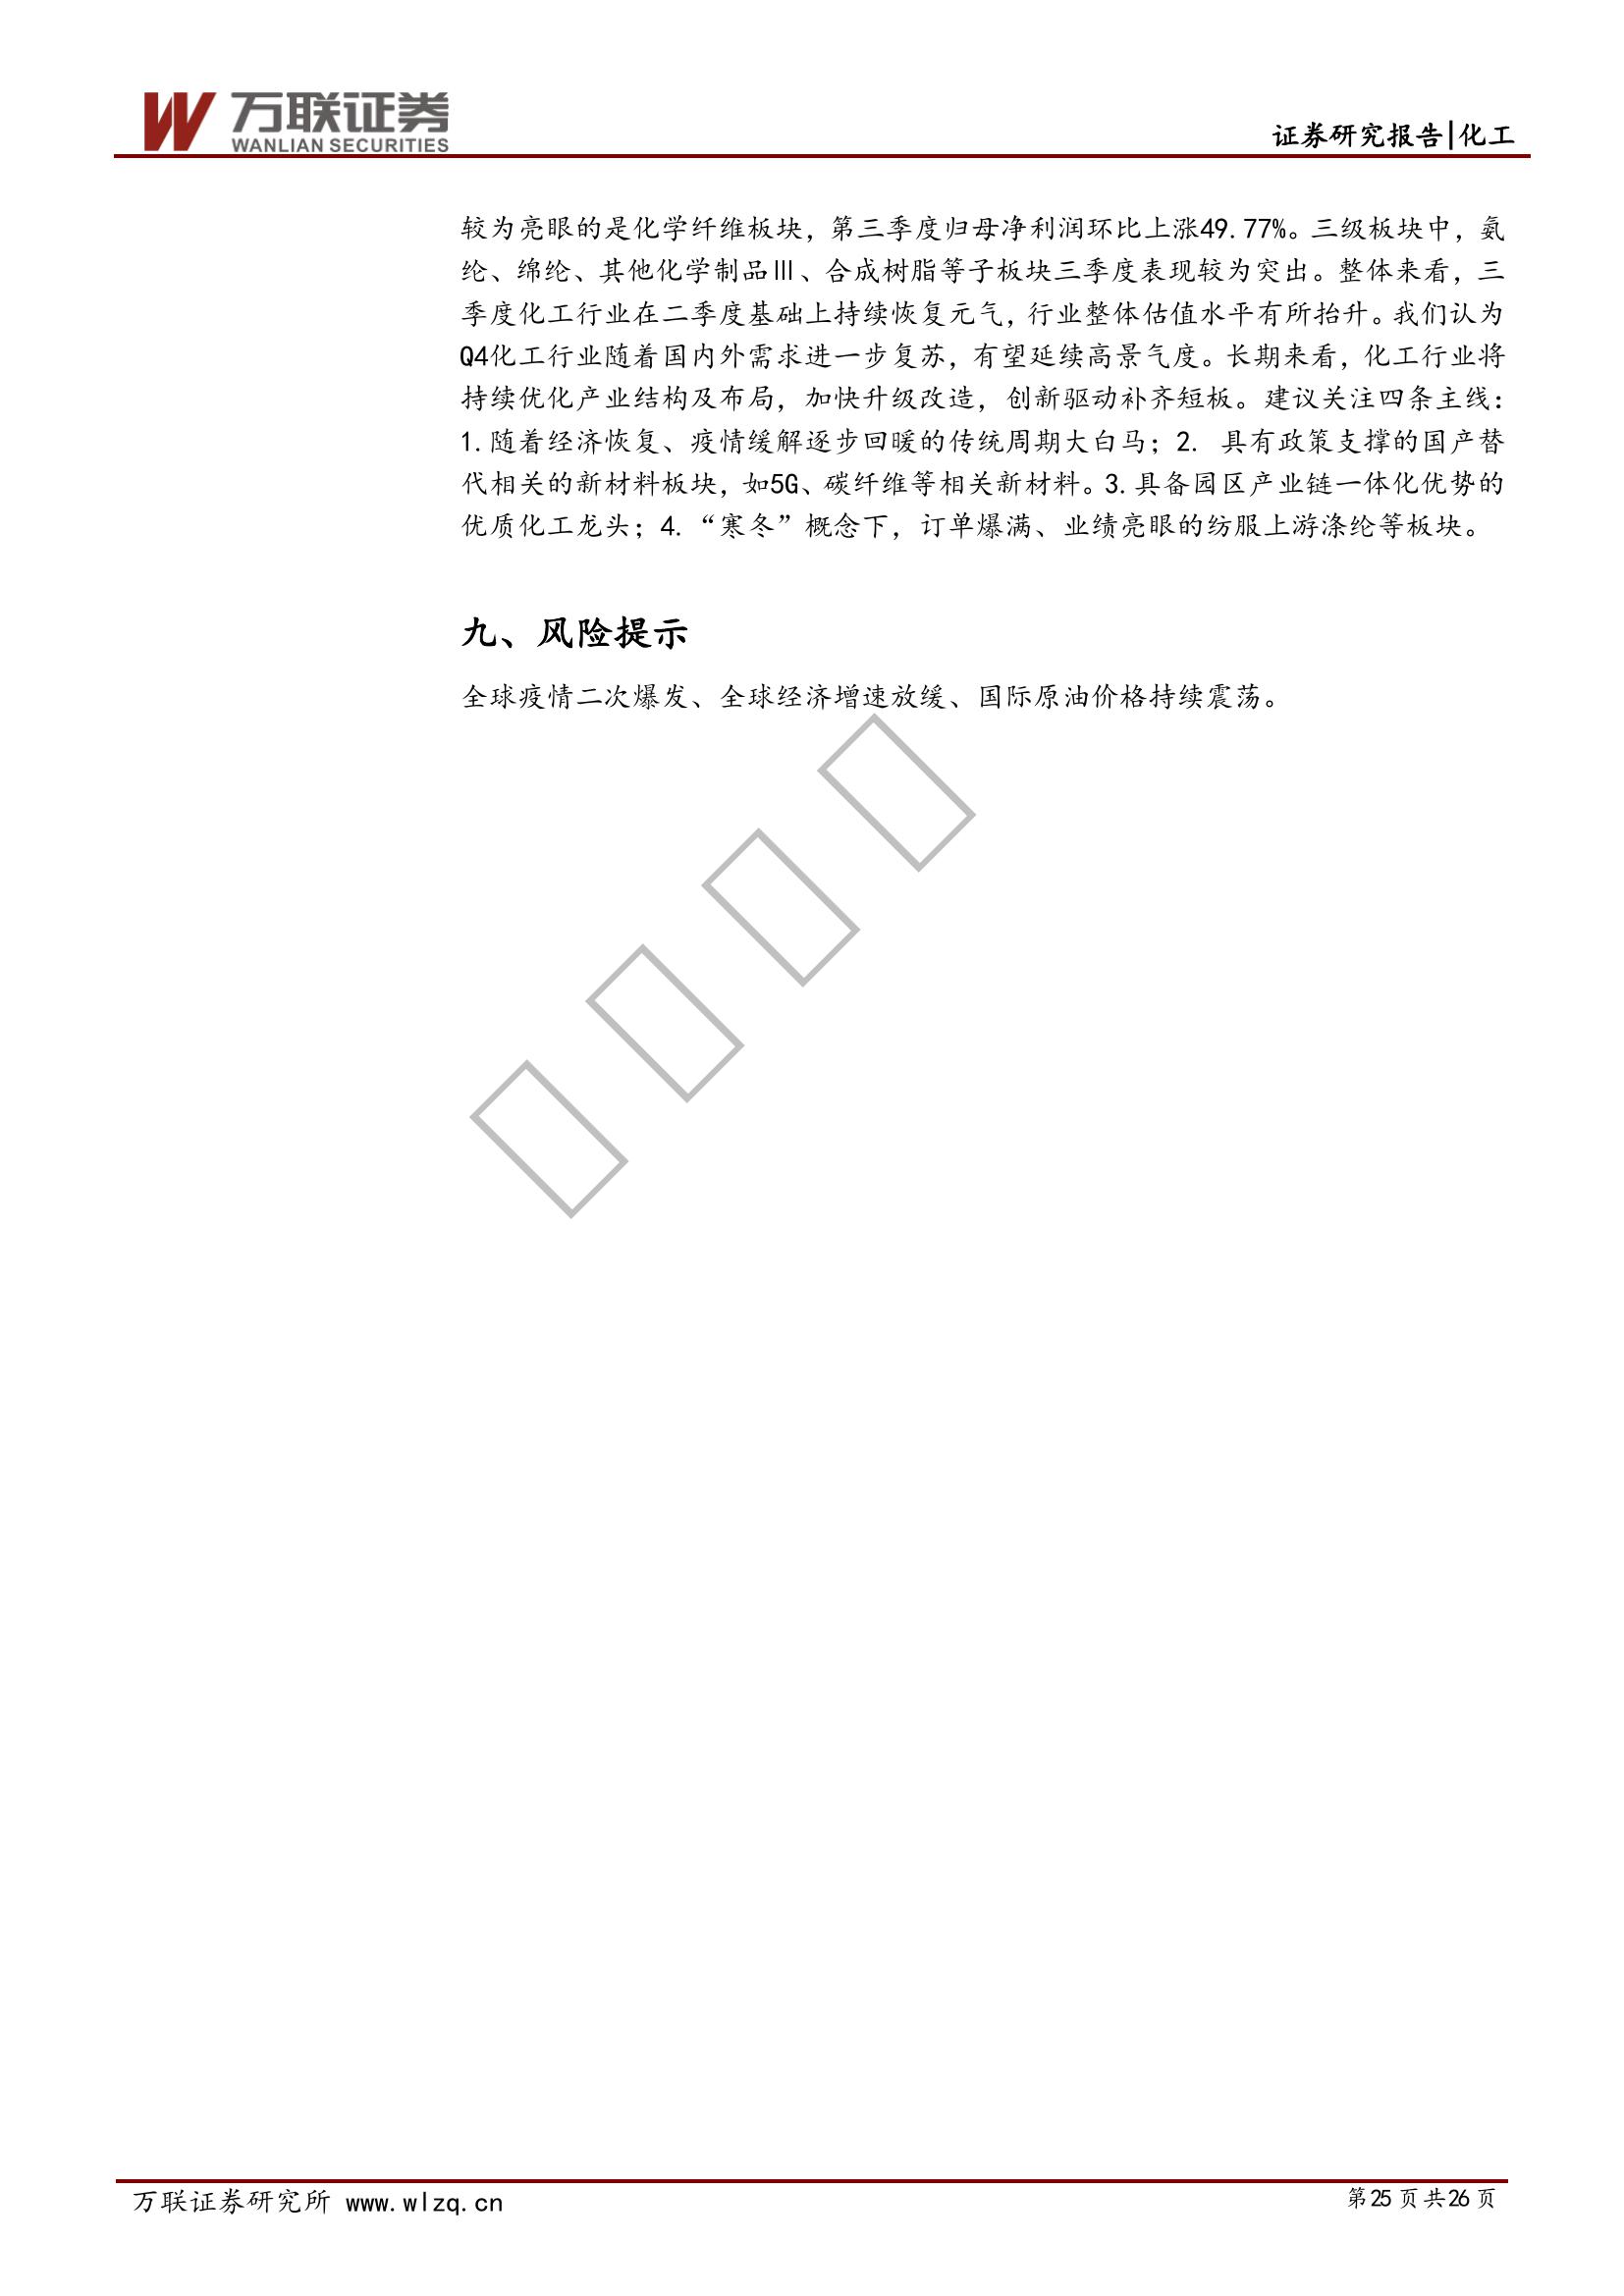 万联证券
WANLIAN SECURITIES
证券研究报告|化工
较为亮眼的是化学纤维板块，第三季度归母净利润环比上涨49.77%。三级板块中，氨
纶、绵纶、其他化学制品Ⅲ、合成树脂等子板块三季度表现较为突出。整体来看，三
季度化工行业在二季度基础上持续恢复元气，行业整体估值水平有所抬升。我们认为
Q4化工行业随着国内外需求进一步复苏，有望延续高景气度。长期来看，化工行业将
持续优化产业结构及布局，加快升级改造，创新驱动补齐短板。建议关注四条主线：
1.随着经济恢复、疫情缓解逐步回暖的传统周期大白马；2. 具有政策支撑的国产替
代相关的新材料板块，如5G、碳纤维等相关新材料。3.具备园区产业链一体化优势的
优质化工龙头；4.“寒冬”概念下，订单爆满、业绩亮眼的纺服上游涤纶等板块。
九、风险提示
全球疫情二次爆发、全球经济增速放缓、国际原油价格持续震荡。
万联证券研究所 www.wlzq.cn
第25页共26页